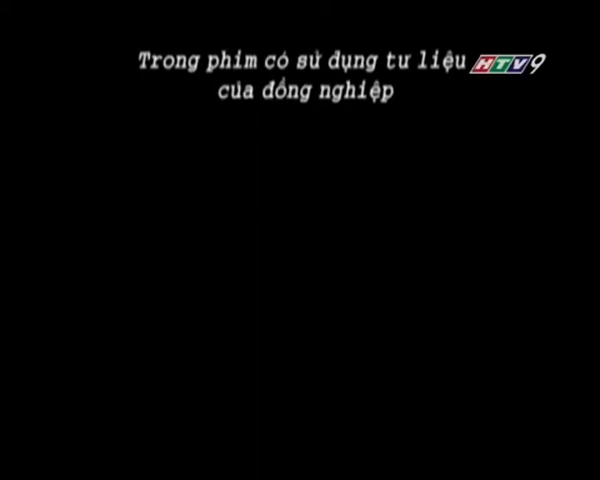 Trong phim có sử dụng tư liệu HTV9
của đồng nghiệp